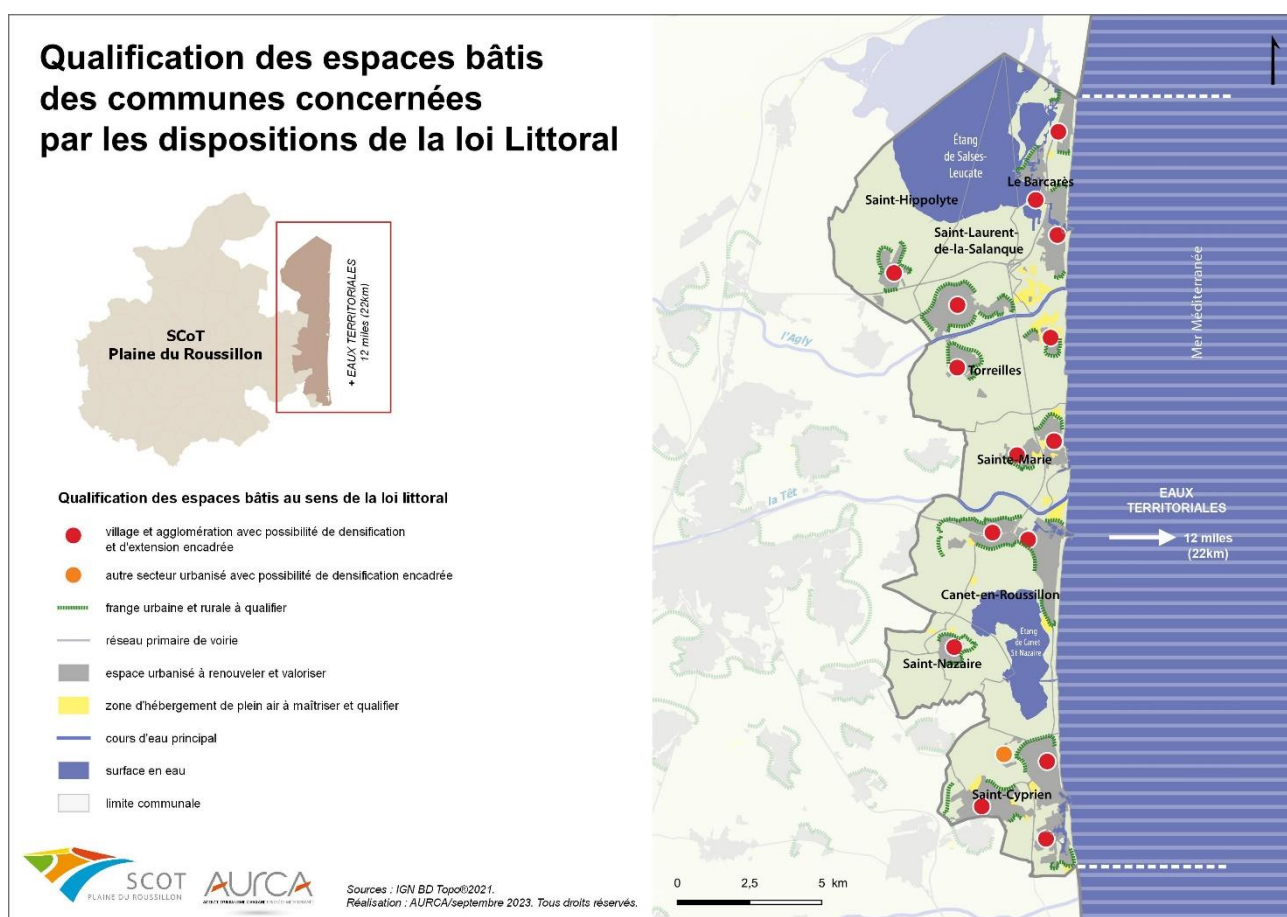 Qualification des espaces bâtis
des communes concernées
par les dispositions de la loi Littoral
SCoT
Plaine du Roussillon
+ EAUX TERRITORIALES
12 miles (22km)
Qualification des espaces bâtis au sens de la loi littoral
village et agglomération avec possibilité de densification
et d'extension encadrée
autre secteur urbanisé avec possibilité de densification encadrée
frange urbaine et rurale à qualifier
réseau primaire de voirie
espace urbanisé à renouveler et valoriser
zone d'hébergement de plein air à maîtriser et qualifier
cours d'eau principal
surface en eau
limite communale
SCOT
PLAINE DU ROUSSILLON
AURCA
Sources : IGN BD Topo®2021.
Réalisation : AURCA/septembre 2023. Tous droits réservés.
Étang
de Salses-
Leucate
Le Barcarès
Saint-Hippolyte
Saint-Laurent-
de-la-Salanque
l'Agly
Torreilles
Sainte-Marie
la Têt
Canet-en-Roussillon
Étang
de Canet
St Nazaire
Saint-Nazaire
Saint-Cyprien
Mer Méditerranée
EAUX
TERRITORIALES
12 miles
(22km)
0 2,5 5 km